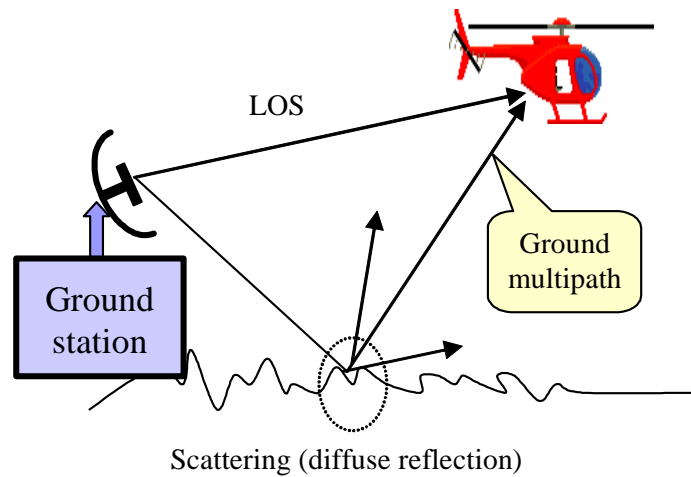 LOS
Ground
multipath
Ground
station
Scattering (diffuse reflection)